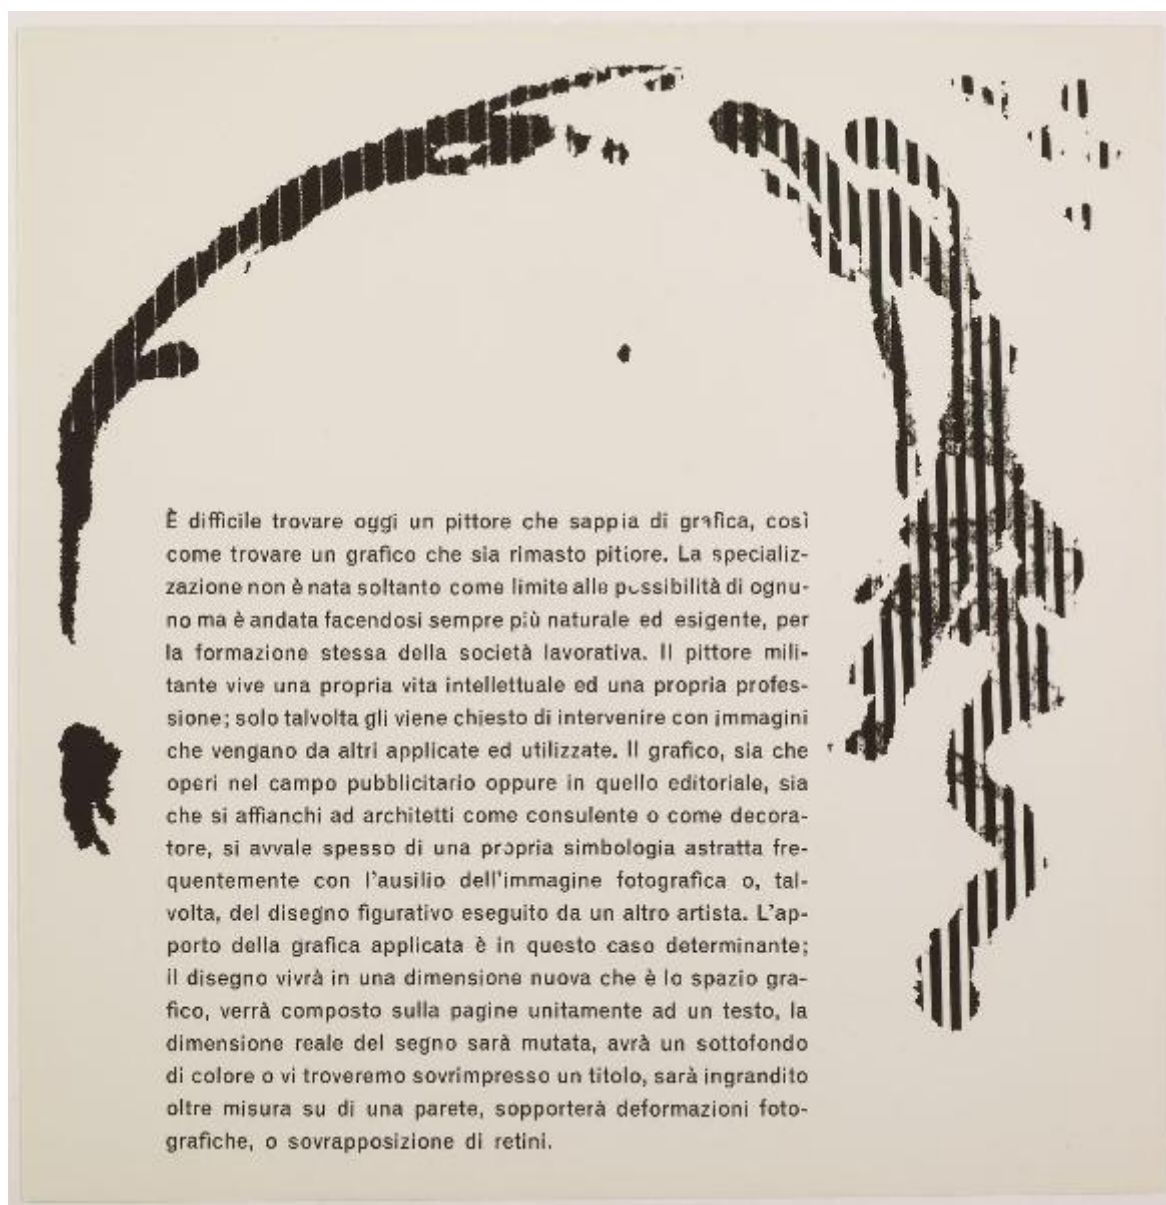 È difficile trovare oggi un pittore che sappia di grafica, così
come trovare un grafico che sia rimasto pittore. La specializ-
zazione non è nata soltanto come limite alle possibilità di ognu-
no ma è andata facendosi sempre più naturale ed esigente, per
la formazione stessa della società lavorativa. Il pittore mili-
tante vive una propria vita intellettuale ed una propria profes-
sione; solo talvolta gli viene chiesto di intervenire con immagini
che vengano da altri applicate ed utilizzate. Il grafico, sia che
operi nel campo pubblicitario oppure in quello editoriale, sia
che si affianchi ad architetti come consulente o come decora-
tore, si avvale spesso di una propria simbologia astratta fre-
quentemente con l'ausilio dell'immagine fotografica o, tal-
volta, del disegno figurativo eseguito da un altro artista. L'ap-
porto della grafica applicata è in questo caso determinante;
il disegno vivrà in una dimensione nuova che è lo spazio gra-
fico, verrà composto sulla pagine unitamente ad un testo, la
dimensione reale del segno sarà mutata, avrà un sottofondo
di colore o vi troveremo sovrimpresso un titolo, sarà ingrandito
oltre misura su di una parete, sopporterà deformazioni foto-
grafiche, o sovrapposizione di retini.